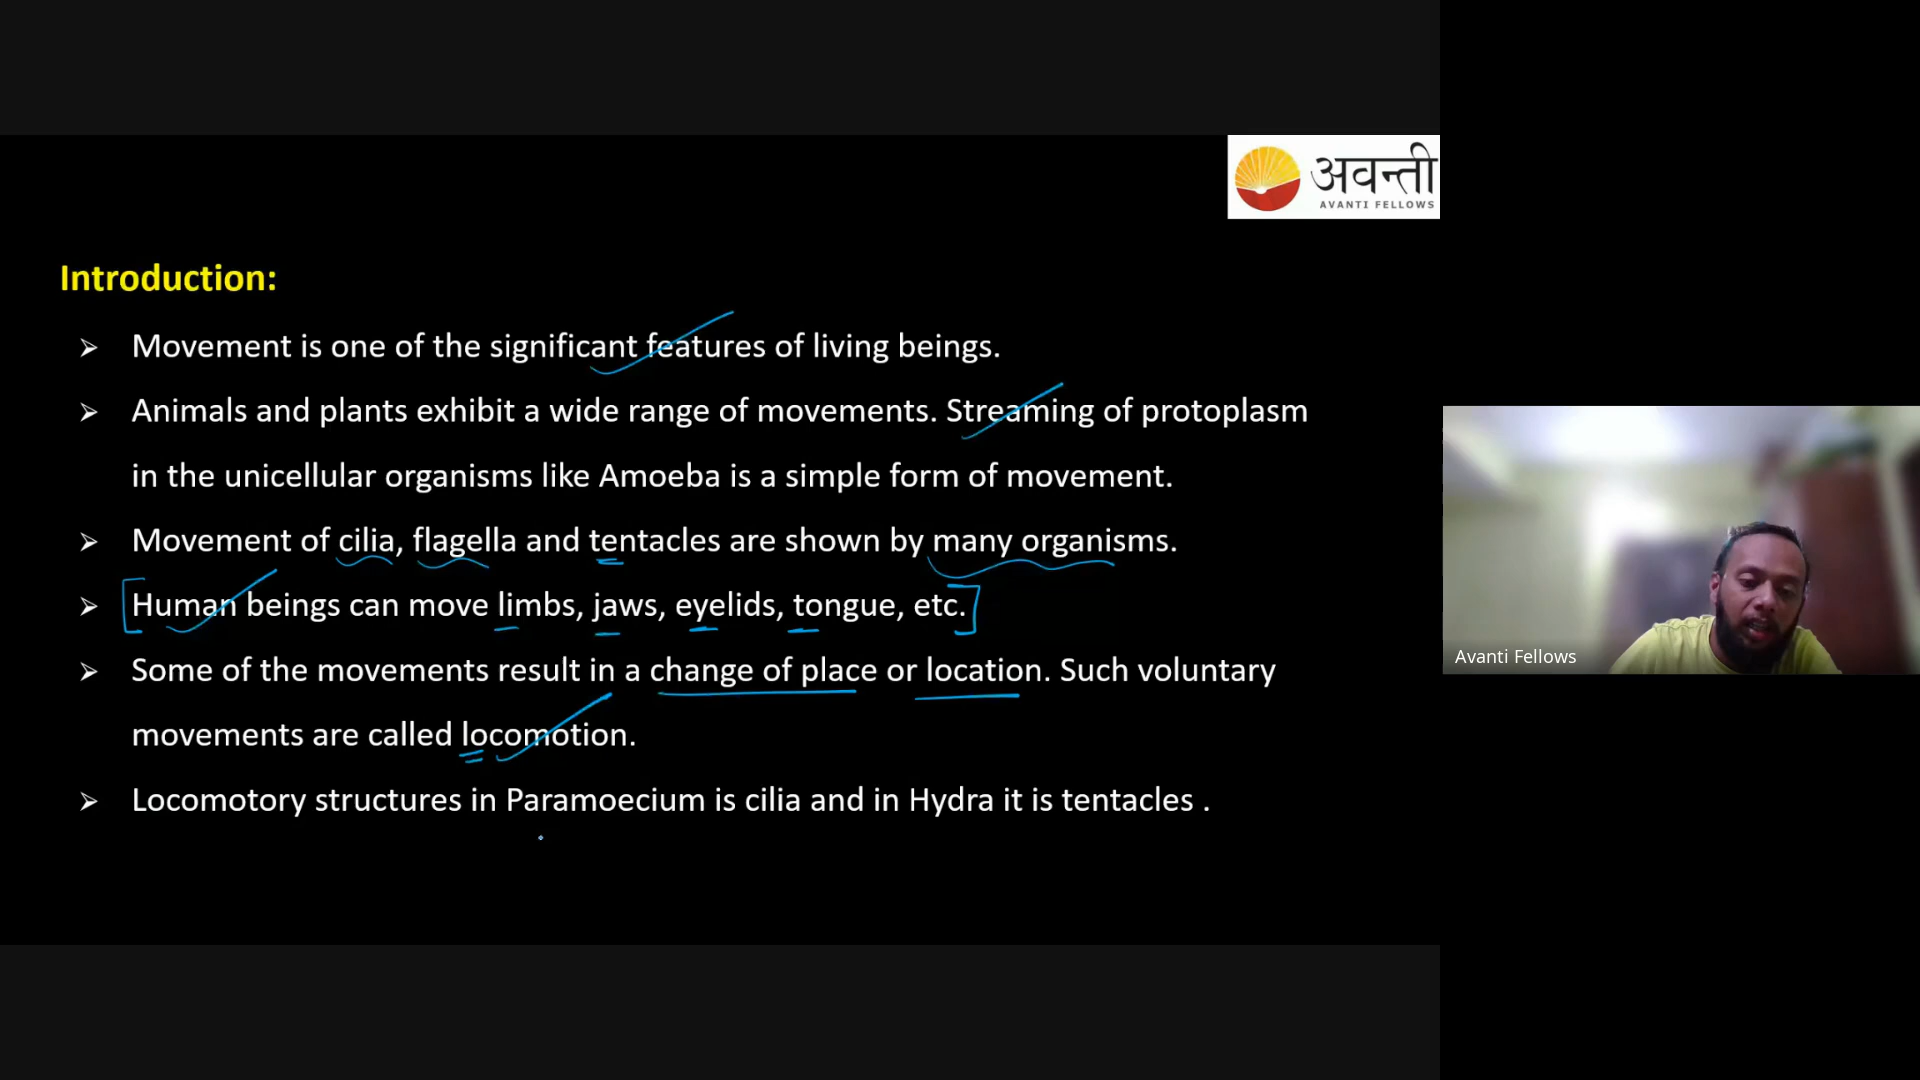 अवन्ती
AVANTI FELLOWS
Introduction:
➢ Movement is one of the significant features of living beings.
➢ Animals and plants exhibit a wide range of movements. Streaming of protoplasm
in the unicellular organisms like Amoeba is a simple form of movement.
➢ Movement of cilia, flagella and tentacles are shown by many organisms.
➢ [Human beings can move limbs, jaws, eyelids, tongue, etc.]
➢ Some of the movements result in a change of place or location. Such voluntary
movements are called locomotion.
➢ Locomotory structures in Paramoecium is cilia and in Hydra it is tentacles .
Avanti Fellows